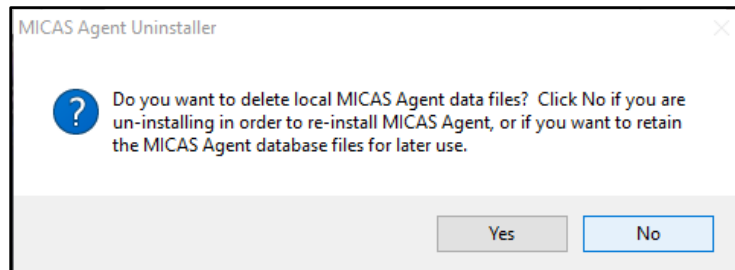 MICAS Agent Uninstaller
Do you want to delete local MICAS Agent data files?  Click No if you are
un-installing in order to re-install MICAS Agent, or if you want to retain
the MICAS Agent database files for later use.
Yes
No